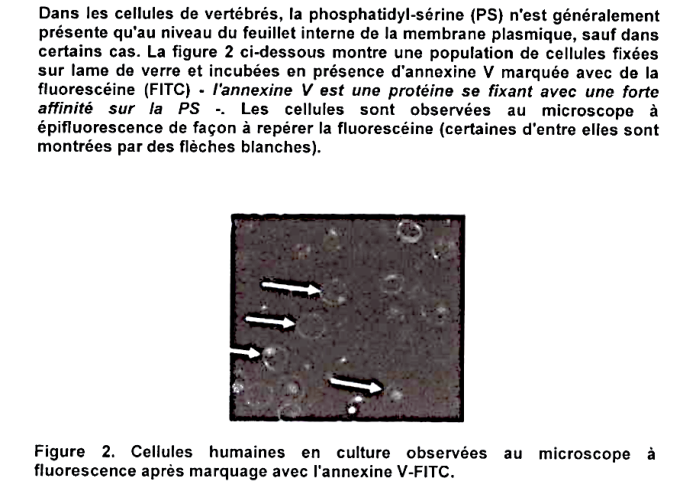 Dans les cellules de vertébrés, la phosphatidyl-sérine (PS) n'est généralement
présente qu'au niveau du feuillet interne de la membrane plasmique, sauf dans
certains cas. La figure 2 ci-dessous montre une population de cellules fixées
sur lame de verre et incubées en présence d'annexine V marquée avec de la
fluorescéine (FITC) - l'annexine V est une protéine se fixant avec une forte
affinité sur la PS -. Les cellules sont observées au microscope à
épifluorescence de façon à repérer la fluorescéine (certaines d'entre elles sont
montrées par des flèches blanches).
Figure 2. Cellules humaines en culture observées au microscope à
fluorescence après marquage avec l'annexine V-FITC.